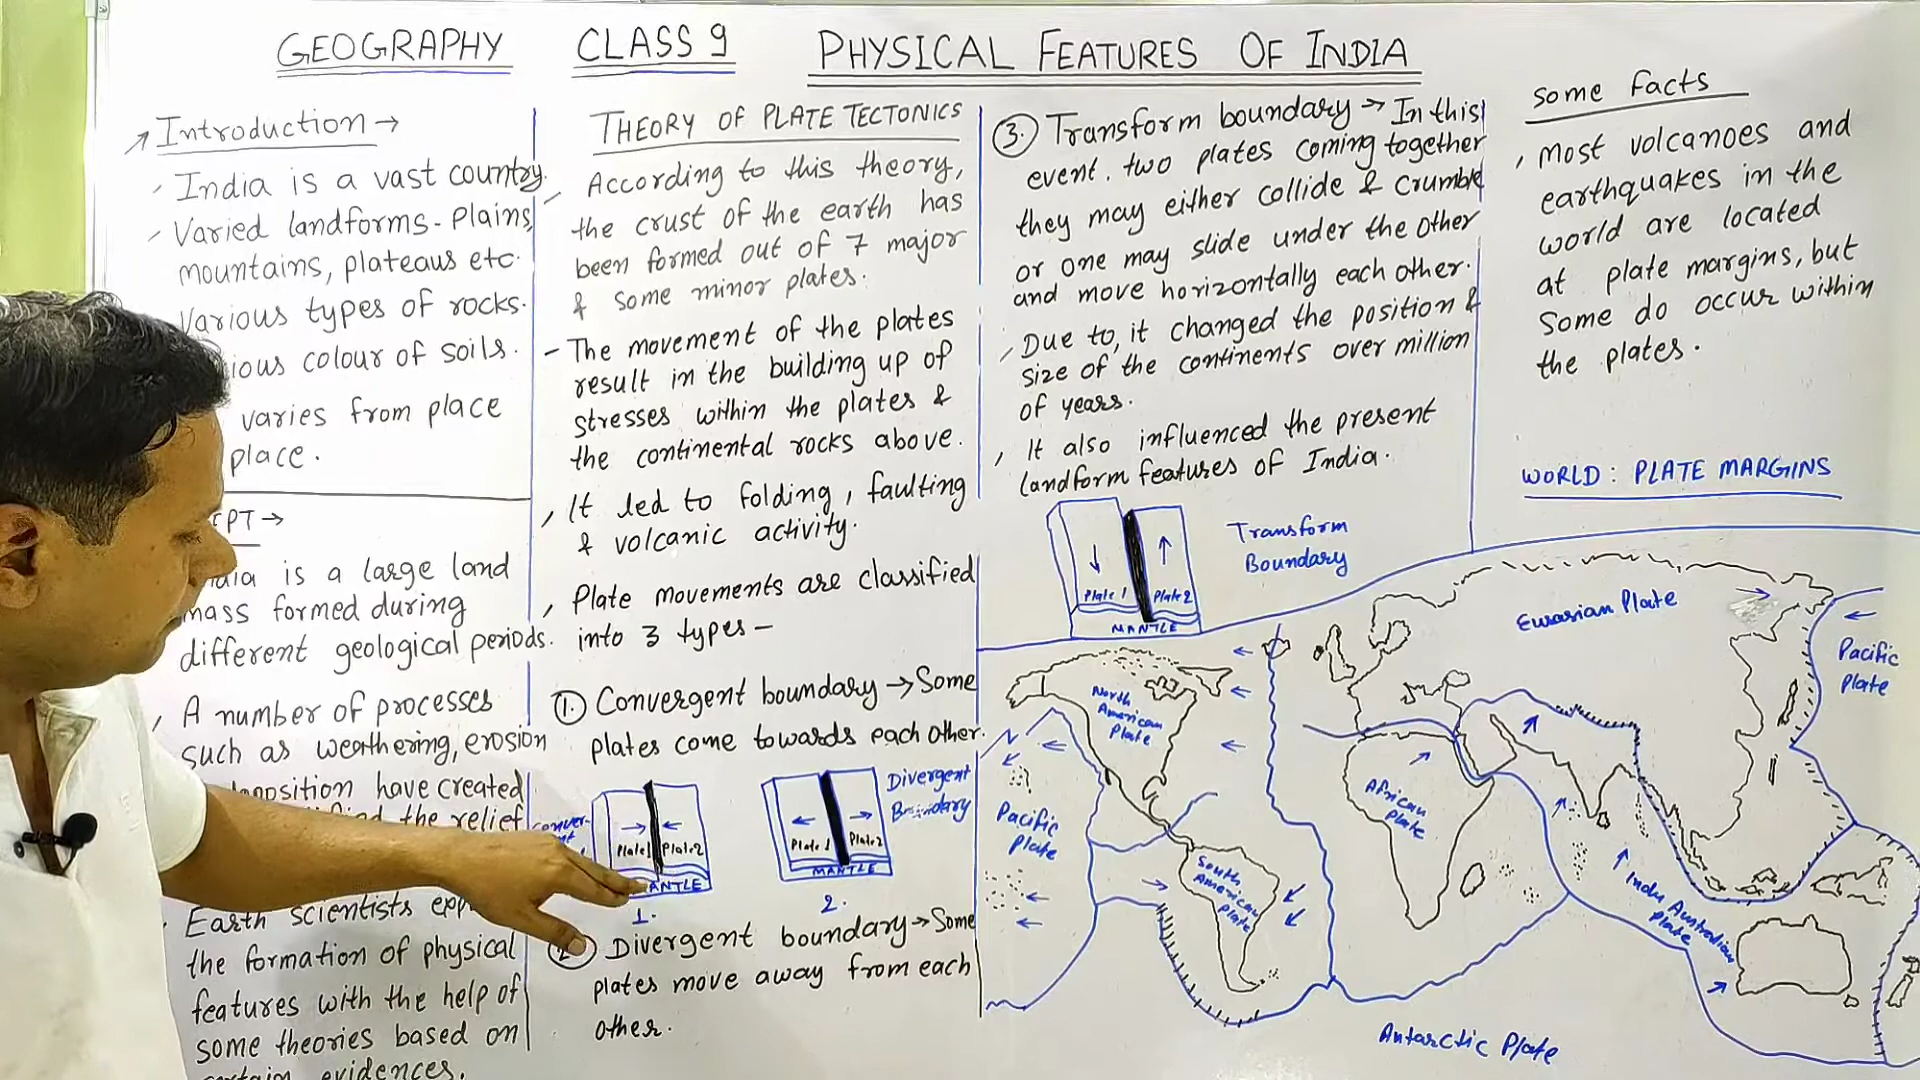 GEOGRAPHY CLASS 9 PHYSICAL FEATURES OF INDIA
Introduction →
India is a vast country.
Varied landforms - Plains,
mountains, plateaus etc.
Various types of rocks.
colour of soils.
varies from place
place.
India is a large land
mass formed during
different geological periods.
A number of processes
such as weathering, erosion
have created
the relief
Earth scientists
the formation of physical
features with the help of
some theories based on
certain evidences.
THEORY OF PLATE TECTONICS
According to this theory,
the crust of the earth has
been formed out of 7 major
& some minor plates.
- The movement of the plates
result in the building up of
stresses within the plates &
the continental rocks above.
It led to folding, faulting
& volcanic activity.
Plate movements are classified
into 3 types -
1. Convergent boundary → Some
plates come towards each other.
Plate 1 Plate 2
MANTLE
1.
Divergent
Boundary
← →
Plate 1 Plate 2
MANTLE
2.
2. Divergent boundary → Some
plates move away from each
other.
3. Transform boundary → In this
event, two plates coming together
they may either collide & crumble
or one may slide under the other
and move horizontally each other.
Due to, it changed the position &
size of the continents over million
of years.
It also influenced the present
landform features of India.
Plate 1 Plate 2
MANTLE
Transform
Boundary
Some facts
Most volcanoes and
earthquakes in the
world are located
at plate margins, but
some do occur within
the plates.
WORLD : PLATE MARGINS
Eurasian Plate
Pacific
Plate
North
American
Plate
Pacific
Plate
African
Plate
South
American
Plate
Indo Australian
Plate
Antarctic Plate